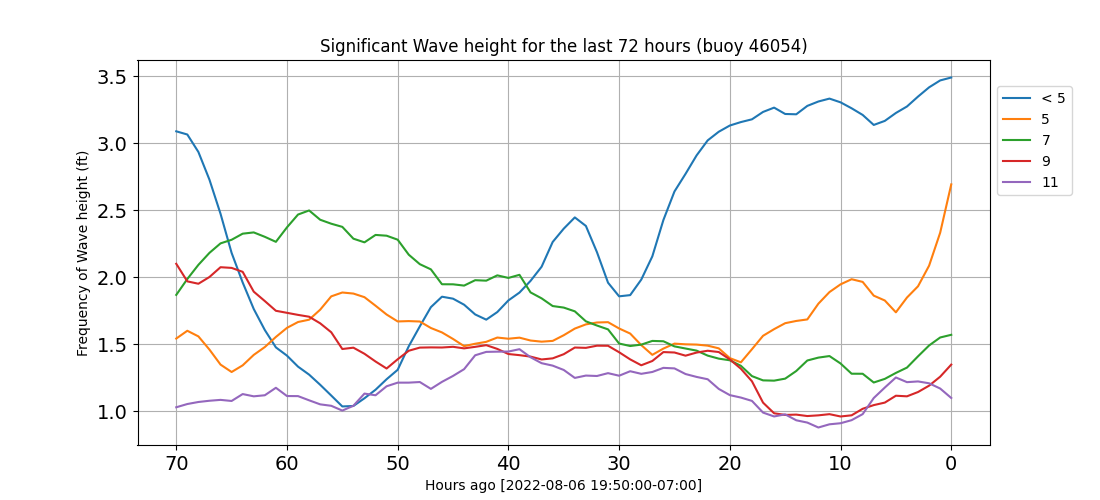 Significant Wave height for the last 72 hours (buoy 46054)
Frequency of Wave height (ft)
3.5
3.0
2.5
2.0
1.5
1.0
70 60 50 40 30 20 10 0
Hours ago [2022-08-06 19:50:00-07:00]
< 5
5
7
9
11